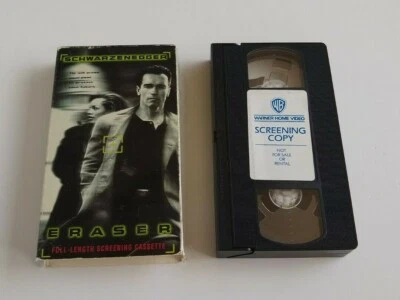 SCHWARZENEGGER
ERASER
FULL-LENGTH SCREENING CASSETTE
WB
WARNER HOME VIDEO
SCREENING
COPY
NOT
FOR SALE
OR
RENTAL